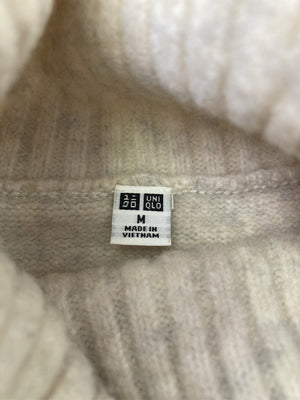 ユニ UNI
クロ QLO
M
MADE IN
VIETNAM